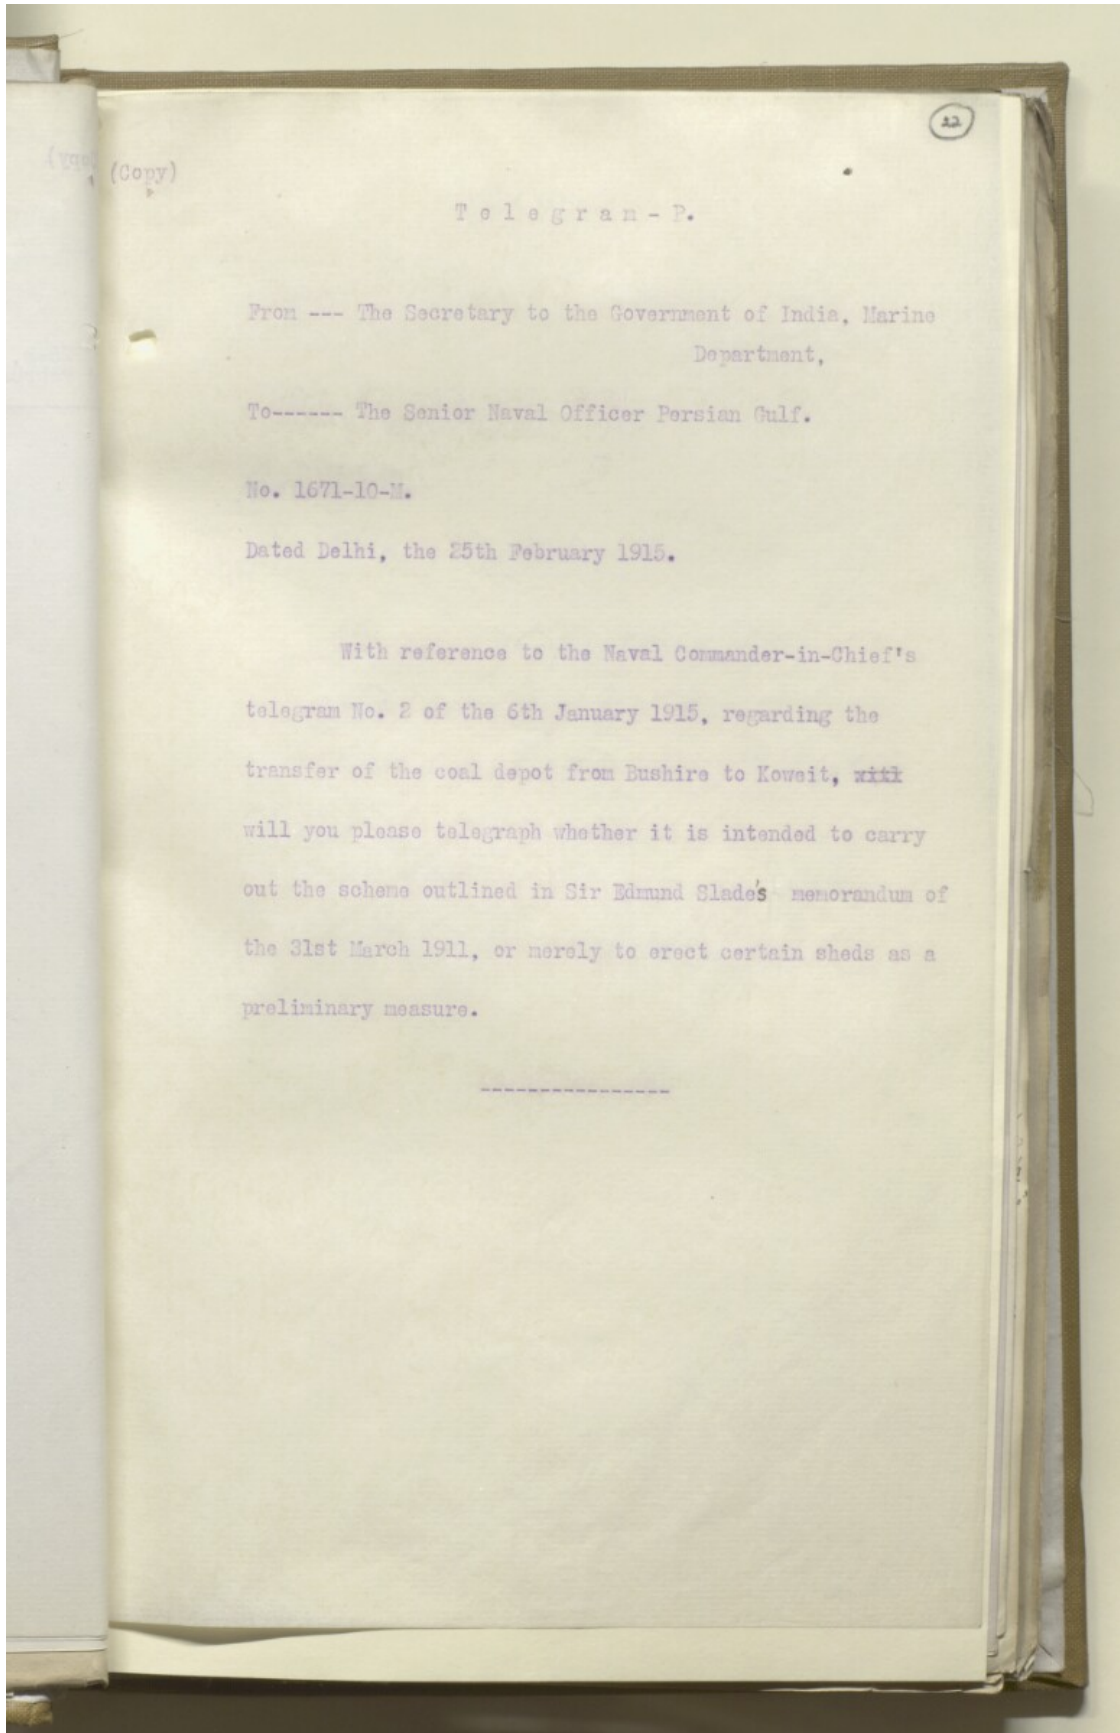 22
(Copy)
Telegram - P.
From --- The Secretary to the Government of India, Marine
Department,
To------ The Senior Naval Officer Persian Gulf.
No. 1671-10-M.
Dated Delhi, the 25th February 1915.
With reference to the Naval Commander-in-Chief's
telegram No. 2 of the 6th January 1915, regarding the
transfer of the coal depot from Bushire to Koweit,
will you please telegraph whether it is intended to carry
out the scheme outlined in Sir Edmund Slade's memorandum of
the 31st March 1911, or merely to erect certain sheds as a
preliminary measure.
----------------